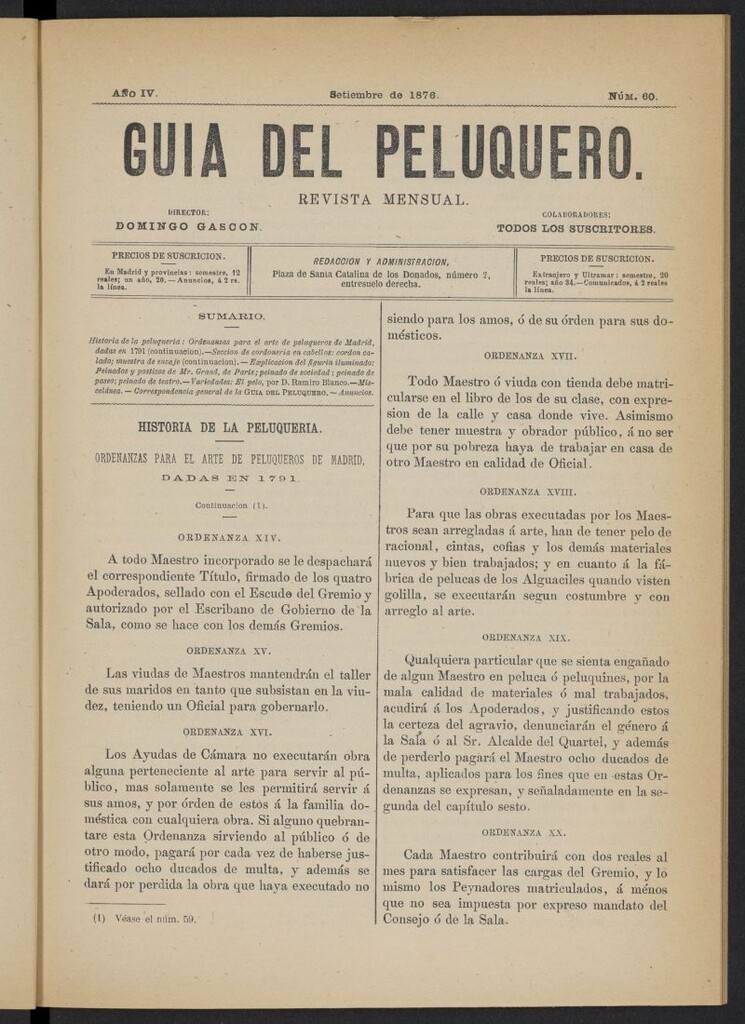 AÑO IV. Setiembre de 1876. NÚM. 60.
GUIA DEL PELUQUERO.
REVISTA MENSUAL.
DIRECTOR:
DOMINGO GASCON.
COLABORADORES:
TODOS LOS SUSCRITORES.
PRECIOS DE SUSCRICION.
En Madrid y provincias: semestre, 12
reales; un año, 20.—Anuncios, á 2 rs.
la línea.
REDACCION Y ADMINISTRACION,
Plaza de Santa Catalina de los Donados, número 2,
entresuelo derecha.
PRECIOS DE SUSCRICION.
Extranjero y Ultramar: semestre, 20
reales; año 34.—Comunicados, á 2 reales
la línea.
SUMARIO.
Historia de la peluquería: Ordenanzas para el arte de peluqueros de Madrid,
dadas en 1791 (continuacion).—Seccion de cordonería en cabellos: cordon ca-
lado; muestra de encaje (continuacion).—Explicacion del figurin iluminado:
Peinados y postizos de Mr. Grand, de Paris; peinado de sociedad; peinado de
paseo; peinado de teatro.—Variedades: El pelo, por D. Ramiro Blanco.—Mis-
celánea.—Correspondencia general de la GUIA DEL PELUQUERO.—Anuncios.
HISTORIA DE LA PELUQUERIA.
ORDENANZAS PARA EL ARTE DE PELUQUEROS DE MADRID,
DADAS EN 1791.
Continuacion (1).
ORDENANZA XIV.
A todo Maestro incorporado se le despachará
el correspondiente Título, firmado de los quatro
Apoderados, sellado con el Escudo del Gremio y
autorizado por el Escribano de Gobierno de la
Sala, como se hace con los demás Gremios.
ORDENANZA XV.
Las viudas de Maestros mantendrán el taller
de sus maridos en tanto que subsistan en la viu-
dez, teniendo un Oficial para gobernarlo.
ORDENANZA XVI.
Los Ayudas de Cámara no executarán obra
alguna perteneciente al arte para servir al pú-
blico, mas solamente se les permitirá servir á
sus amos, y por órden de estos á la familia do-
méstica con cualquiera obra. Si alguno quebran-
tare esta Ordenanza sirviendo al público ó de
otro modo, pagará por cada vez de haberse jus-
tificado ocho ducados de multa, y además se
dará por perdida la obra que haya executado no
(1) Véase el núm. 59.
siendo para los amos, ó de su órden para sus do-
mésticos.
ORDENANZA XVII.
Todo Maestro ó viuda con tienda debe matri-
cularse en el libro de los de su clase, con expre-
sion de la calle y casa donde vive. Asimismo
debe tener muestra y obrador público, á no ser
que por su pobreza haya de trabajar en casa de
otro Maestro en calidad de Oficial.
ORDENANZA XVIII.
Para que las obras executadas por los Maes-
tros sean arregladas á arte, han de tener pelo de
racional, cintas, cofias y los demás materiales
nuevos y bien trabajados; y en cuanto á la fá-
brica de pelucas de los Alguaciles quando visten
golilla, se executarán segun costumbre y con
arreglo al arte.
ORDENANZA XIX.
Qualquiera particular que se sienta engañado
de algun Maestro en peluca ó peluquines, por la
mala calidad de materiales ó mal trabajados,
acudirá á los Apoderados, y justificando estos
la certeza del agravio, denunciarán el género á
la Sala ó al Sr. Alcalde del Quartel, y además
de perderlo pagará el Maestro ocho ducados de
multa, aplicados para los fines que en estas Or-
denanzas se expresan, y señaladamente en la se-
gunda del capítulo sesto.
ORDENANZA XX.
Cada Maestro contribuirá con dos reales al
mes para satisfacer las cargas del Gremio, y lo
mismo los Peynadores matriculados, á ménos
que no sea impuesta por expreso mandato del
Consejo ó de la Sala.